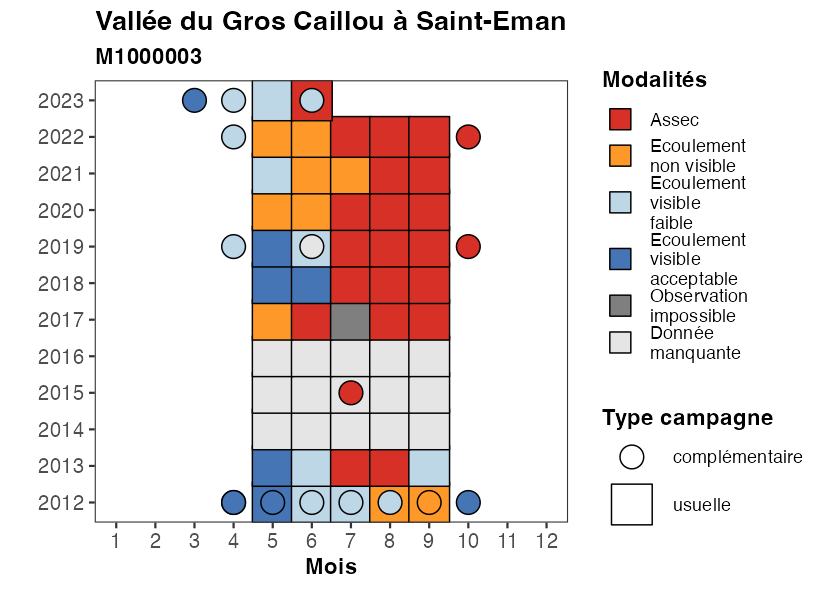 Vallée du Gros Caillou à Saint-Eman
M1000003
2023
2022
2021
2020
2019
2018
2017
2016
2015
2014
2013
2012
1 2 3 4 5 6 7 8 9 10 11 12
Mois
Modalités
Assec
Ecoulement
non visible
Ecoulement
visible
faible
Ecoulement
visible
acceptable
Observation
impossible
Donnée
manquante
Type campagne
complémentaire
usuelle